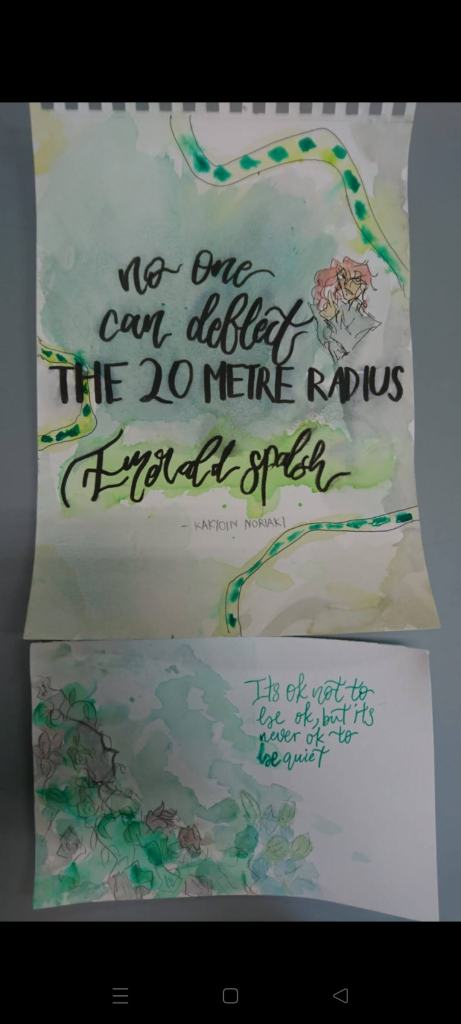 no one
can deflect
THE 20 METRE RADIUS
Emerald splash
- KAKYOIN NORIAKI
Its ok not to
be ok, but its
never ok to
be quiet